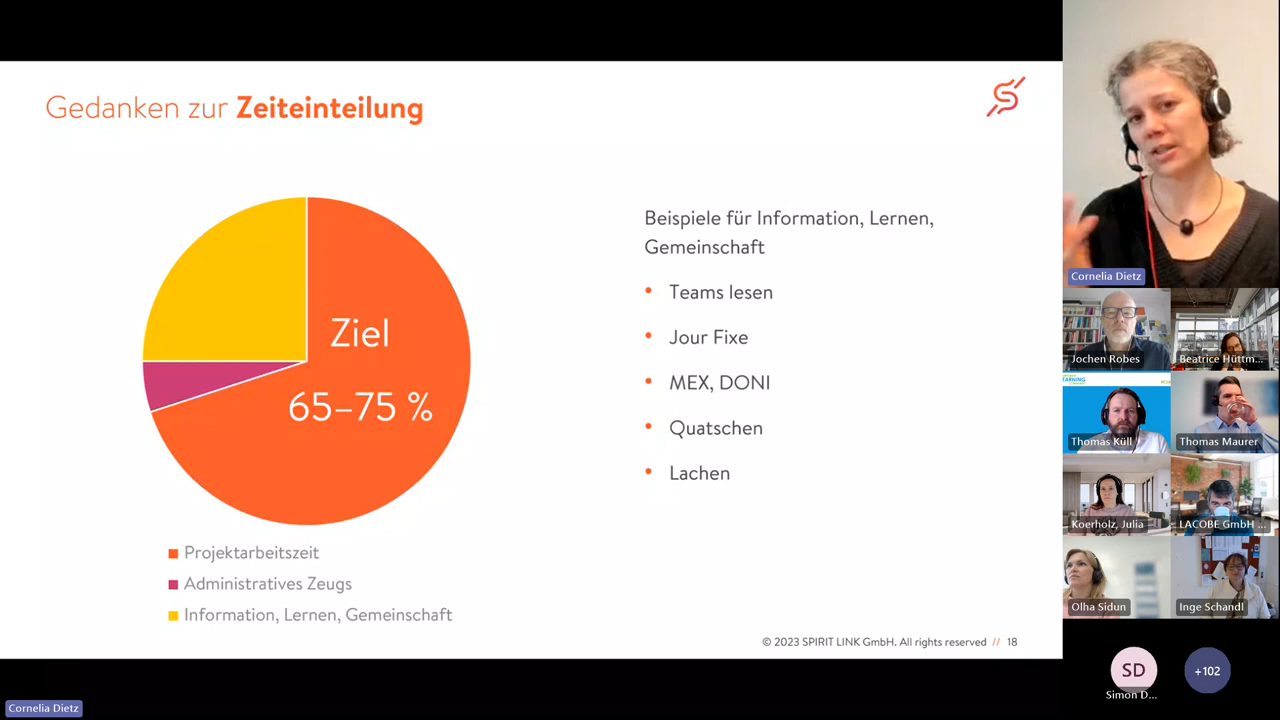 Gedanken zur Zeiteinteilung
Ziel
65–75 %
Projektarbeitszeit
Administratives Zeugs
Information, Lernen, Gemeinschaft
Beispiele für Information, Lernen,
Gemeinschaft
• Teams lesen
• Jour Fixe
• MEX, DONI
• Quatschen
• Lachen
© 2023 SPIRIT LINK GmbH. All rights reserved // 18
Cornelia Dietz
Jochen Robes
Beatrice Hüttm...
Thomas Küll
Thomas Maurer
Koerholz, Julia
LACOBE GmbH ...
Olha Sidun
Inge Schandl
SD
Simon D...
+102
Cornelia Dietz